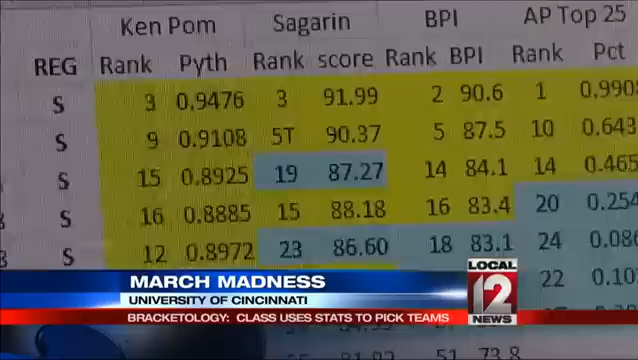 Ken Pom Sagarin BPI AP Top 25
REG Rank Pyth Rank score Rank BPI Rank Pct
S 3 0.9476 3 91.99 2 90.6 1 0.990
S 9 0.9108 5T 90.37 5 87.5 10 0.643
S 15 0.8925 19 87.27 14 84.1 14 0.465
S 16 0.8885 15 88.18 16 83.4 20 0.254
S 12 0.8972 23 86.60 18 83.1 24 0.086
22 0.10
MARCH MADNESS
UNIVERSITY OF CINCINNATI
LOCAL
12
NEWS
BRACKETOLOGY: CLASS USES STATS TO PICK TEAMS
51 73.8